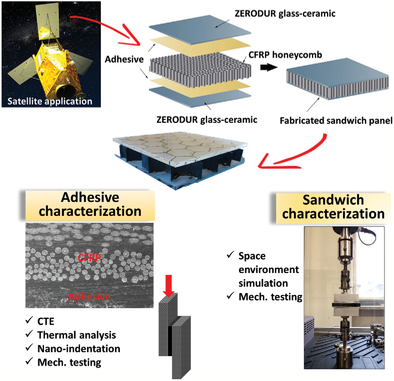 ZERODUR glass-ceramic
Adhesive
CFRP honeycomb
Satellite application
ZERODUR glass-ceramic
Fabricated sandwich panel
Adhesive
characterization
CFRP
Adhesive
✓ CTE
✓ Thermal analysis
✓ Nano-indentation
✓ Mech. testing
Sandwich
characterization
✓ Space
environment
simulation
✓ Mech. testing